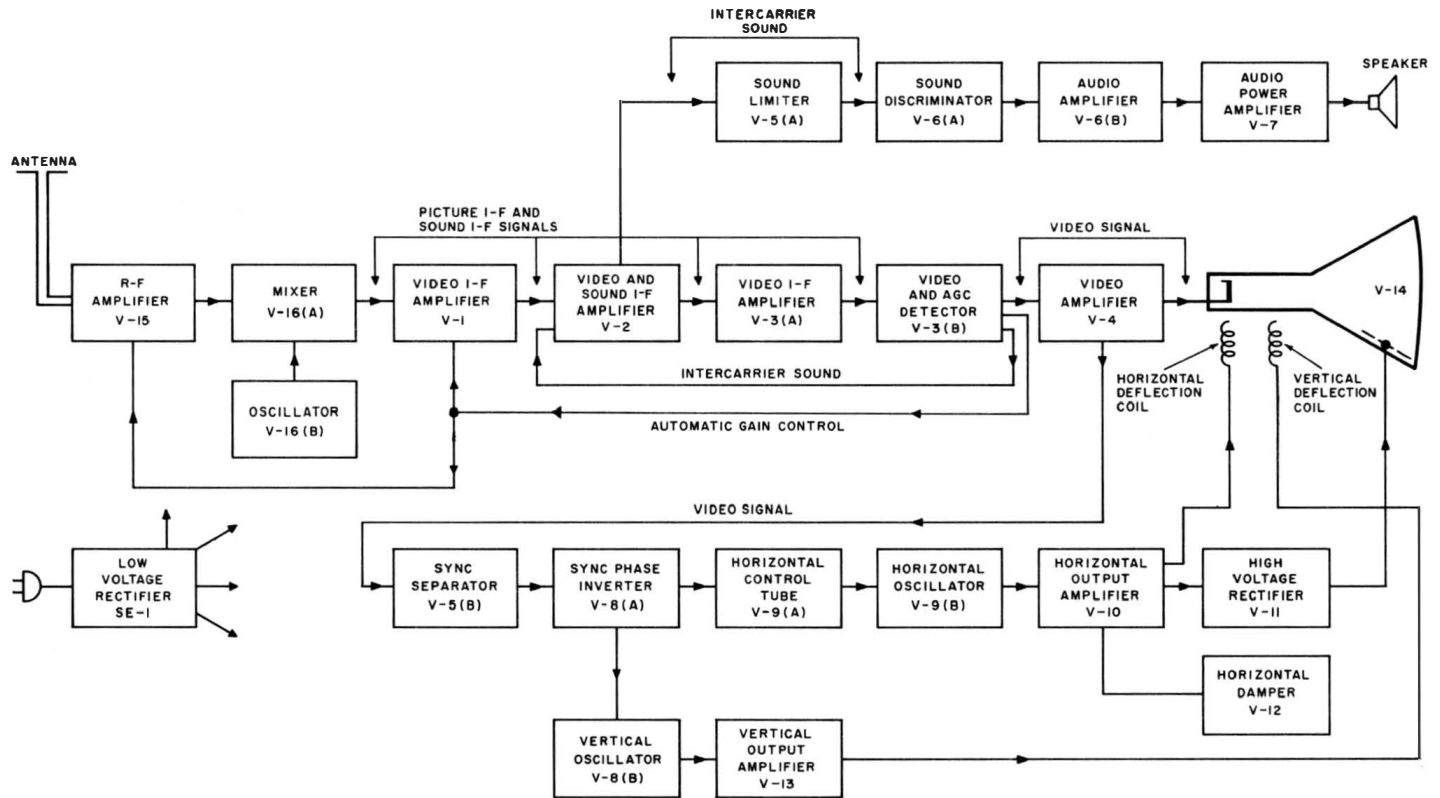 INTERCARRIER
SOUND
SOUND
LIMITER
V-5(A)
SOUND
DISCRIMINATOR
V-6(A)
AUDIO
AMPLIFIER
V-6(B)
AUDIO
POWER
AMPLIFIER
V-7
SPEAKER
ANTENNA
PICTURE I-F AND
SOUND I-F SIGNALS
VIDEO SIGNAL
R-F
AMPLIFIER
V-15
MIXER
V-16(A)
VIDEO I-F
AMPLIFIER
V-1
VIDEO AND
SOUND I-F
AMPLIFIER
V-2
VIDEO I-F
AMPLIFIER
V-3(A)
VIDEO
AND AGC
DETECTOR
V-3(B)
VIDEO
AMPLIFIER
V-4
V-14
INTERCARRIER SOUND
HORIZONTAL
DEFLECTION
COIL
VERTICAL
DEFLECTION
COIL
OSCILLATOR
V-16(B)
AUTOMATIC GAIN CONTROL
VIDEO SIGNAL
LOW
VOLTAGE
RECTIFIER
SE-1
SYNC
SEPARATOR
V-5(B)
SYNC PHASE
INVERTER
V-8(A)
HORIZONTAL
CONTROL
TUBE
V-9(A)
HORIZONTAL
OSCILLATOR
V-9(B)
HORIZONTAL
OUTPUT
AMPLIFIER
V-10
HIGH
VOLTAGE
RECTIFIER
V-11
HORIZONTAL
DAMPER
V-12
VERTICAL
OSCILLATOR
V-8(B)
VERTICAL
OUTPUT
AMPLIFIER
V-13